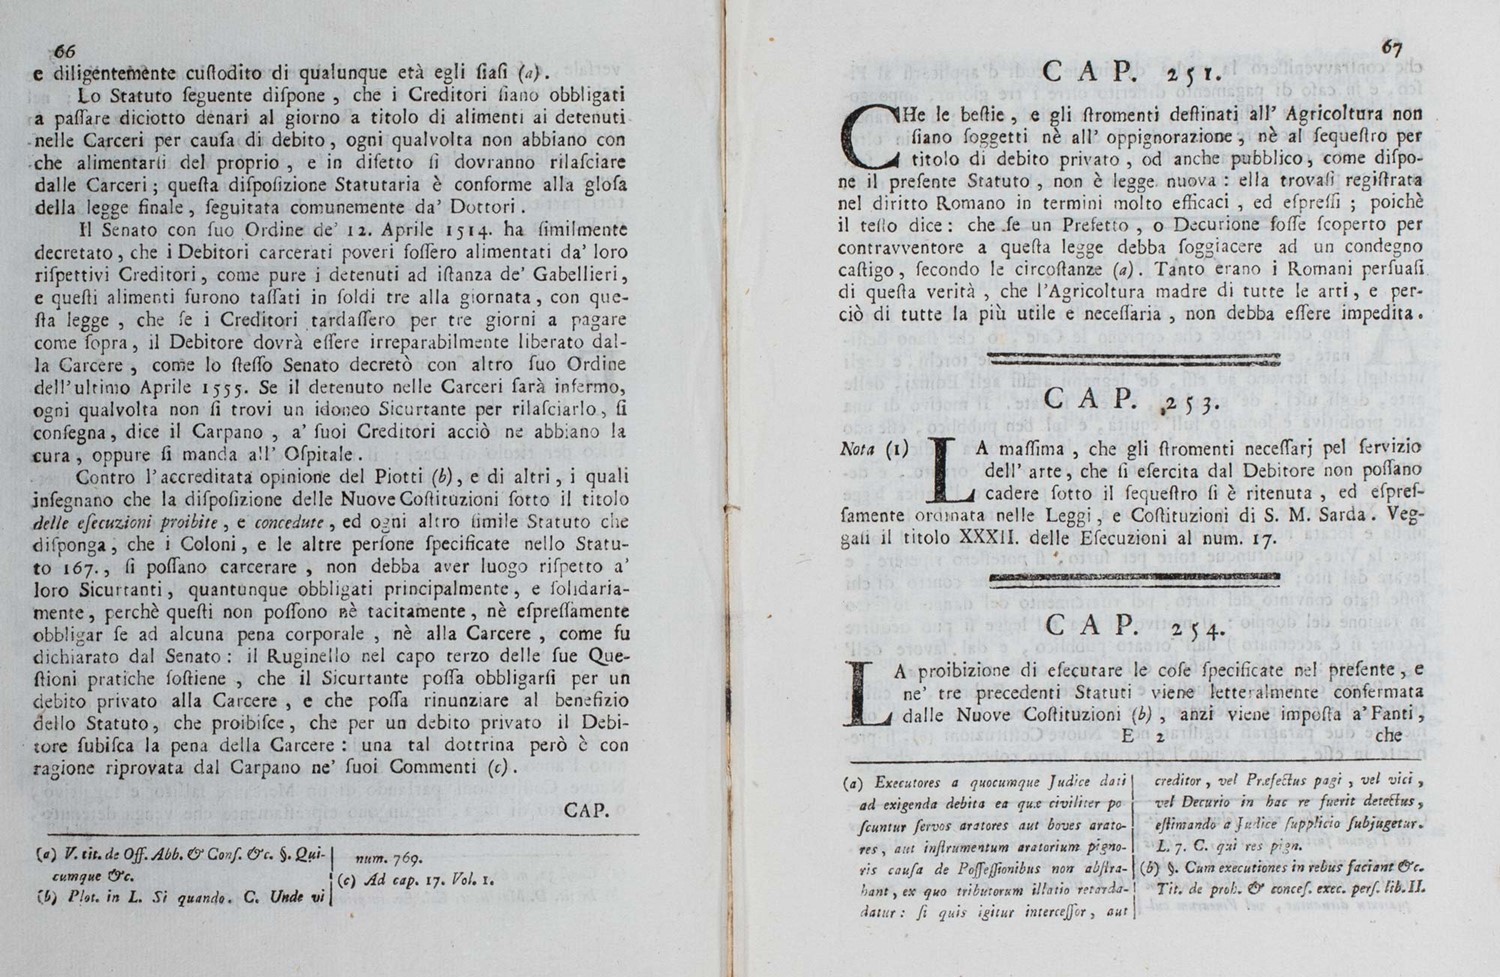 66
e diligentemente cuſtodito di qualunque età egli ſiaſi (a).
Lo Statuto ſeguente diſpone, che i Creditori ſiano obbligati
a paſſare diciotto denari al giorno a titolo di alimenti ai detenuti
nelle Carceri per cauſa di debito, ogni qualvolta non abbiano con
che alimentarſi del proprio, e in difetto ſi dovranno rilaſciare
dalle Carceri; queſta diſpoſizione Statutaria è conforme alla gloſa
della legge finale, ſeguitata comunemente da' Dottori.
Il Senato con ſuo Ordine de' 12. Aprile 1514. ha ſimilmente
decretato, che i Debitori carcerati poveri foſſero alimentati da' loro
riſpettivi Creditori, come pure i detenuti ad iſtanza de' Gabellieri,
e queſti alimenti furono taſſati in ſoldi tre alla giornata, con que-
ſta legge, che ſe i Creditori tardaſſero per tre giorni a pagare
come ſopra, il Debitore dovrà eſſere irreparabilmente liberato dal-
la Carcere, come lo ſteſſo Senato decretò con altro ſuo Ordine
dell' ultimo Aprile 1555. Se il detenuto nelle Carceri ſarà infermo,
ogni qualvolta non ſi trovi un idoneo Sicurtante per rilaſciarlo, ſi
conſegna, dice il Carpano, a' ſuoi Creditori acciò ne abbiano la
cura, oppure ſi manda all' Oſpitale.
Contro l'accreditata opinione del Piotti (b), e di altri, i quali
inſegnano che la diſpoſizione delle Nuove Coſtituzioni ſotto il titolo
delle eſecuzioni proibite, e concedute, ed ogni altro ſimile Statuto che
diſponga, che i Coloni, e le altre perſone ſpecificate nello Statu-
to 167., ſi poſſano carcerare, non debba aver luogo riſpetto a'
loro Sicurtanti, quantunque obbligati principalmente, e ſolidaria-
mente, perchè queſti non poſſono nè tacitamente, nè eſpreſſamente
obbligar ſe ad alcuna pena corporale, nè alla Carcere, come fu
dichiarato dal Senato: il Ruginello nel capo terzo delle ſue Que-
ſtioni pratiche ſoſtiene, che il Sicurtante poſſa obbligarſi per un
debito privato alla Carcere, e che poſſa rinunziare al benefizio
dello Statuto, che proibiſce, che per un debito privato il Debi-
tore ſubiſca la pena della Carcere: una tal dottrina però è con
ragione riprovata dal Carpano ne' ſuoi Commenti (c).
CAP.
(a) V. tit. de Off. Abb. & Conſ. &c. §. Qui-
cumque &c.
(b) Plot. in L. Si quando. C. Unde vi
num. 769.
(c) Ad cap. 17. Vol. 1.
67
CAP. 251.
CHe le beſtie, e gli ſtromenti deſtinati all' Agricoltura non
ſiano ſoggetti nè all' oppignorazione, nè al ſequeſtro per
titolo di debito privato, od anche pubblico, come diſpo-
ne il preſente Statuto, non è legge nuova: ella trovaſi regiſtrata
nel diritto Romano in termini molto efficaci, ed eſpreſſi; poichè
il teſto dice: che ſe un Prefetto, o Decurione foſſe ſcoperto per
contravventore a queſta legge debba ſoggiacere ad un condegno
caſtigo, ſecondo le circoſtanze (a). Tanto erano i Romani perſuaſi
di queſta verità, che l'Agricoltura madre di tutte le arti, e per-
ciò di tutte la più utile e neceſſaria, non debba eſſere impedita.
CAP. 253.
Nota (1) LA maſſima, che gli ſtromenti neceſſarj pel ſervizio
dell' arte, che ſi eſercita dal Debitore non poſſano
cadere ſotto il ſequeſtro ſi è ritenuta, ed eſpreſ-
ſamente ordinata nelle Leggi, e Coſtituzioni di S. M. Sarda. Veg-
gaſi il titolo XXXII. delle Eſecuzioni al num. 17.
CAP. 254.
LA proibizione di eſecutare le coſe ſpecificate nel preſente, e
ne' tre precedenti Statuti viene letteralmente confermata
dalle Nuove Coſtituzioni (b), anzi viene impoſta a' Fanti,
E 2 che
(a) Executores a quocumque Judice dati
ad exigenda debita ea quæ civiliter po
ſcuntur ſervos aratores aut boves arato-
res, aut inſtrumentum aratorium pigno-
ris cauſa de Poſſeſſionibus non abſtra-
hant, ex quo tributorum illatio retarda-
datur: ſi quis igitur interceſſor, aut
creditor, vel Præfectus pagi, vel vici,
vel Decurio in hac re fuerit detectus,
eſtimando a Judice ſupplicio ſubjugetur.
L. 7. C. qui res pign.
(b) §. Cum executiones in rebus faciant &c.
Tit. de proh. & conceſ. exec. perſ. lib. II.